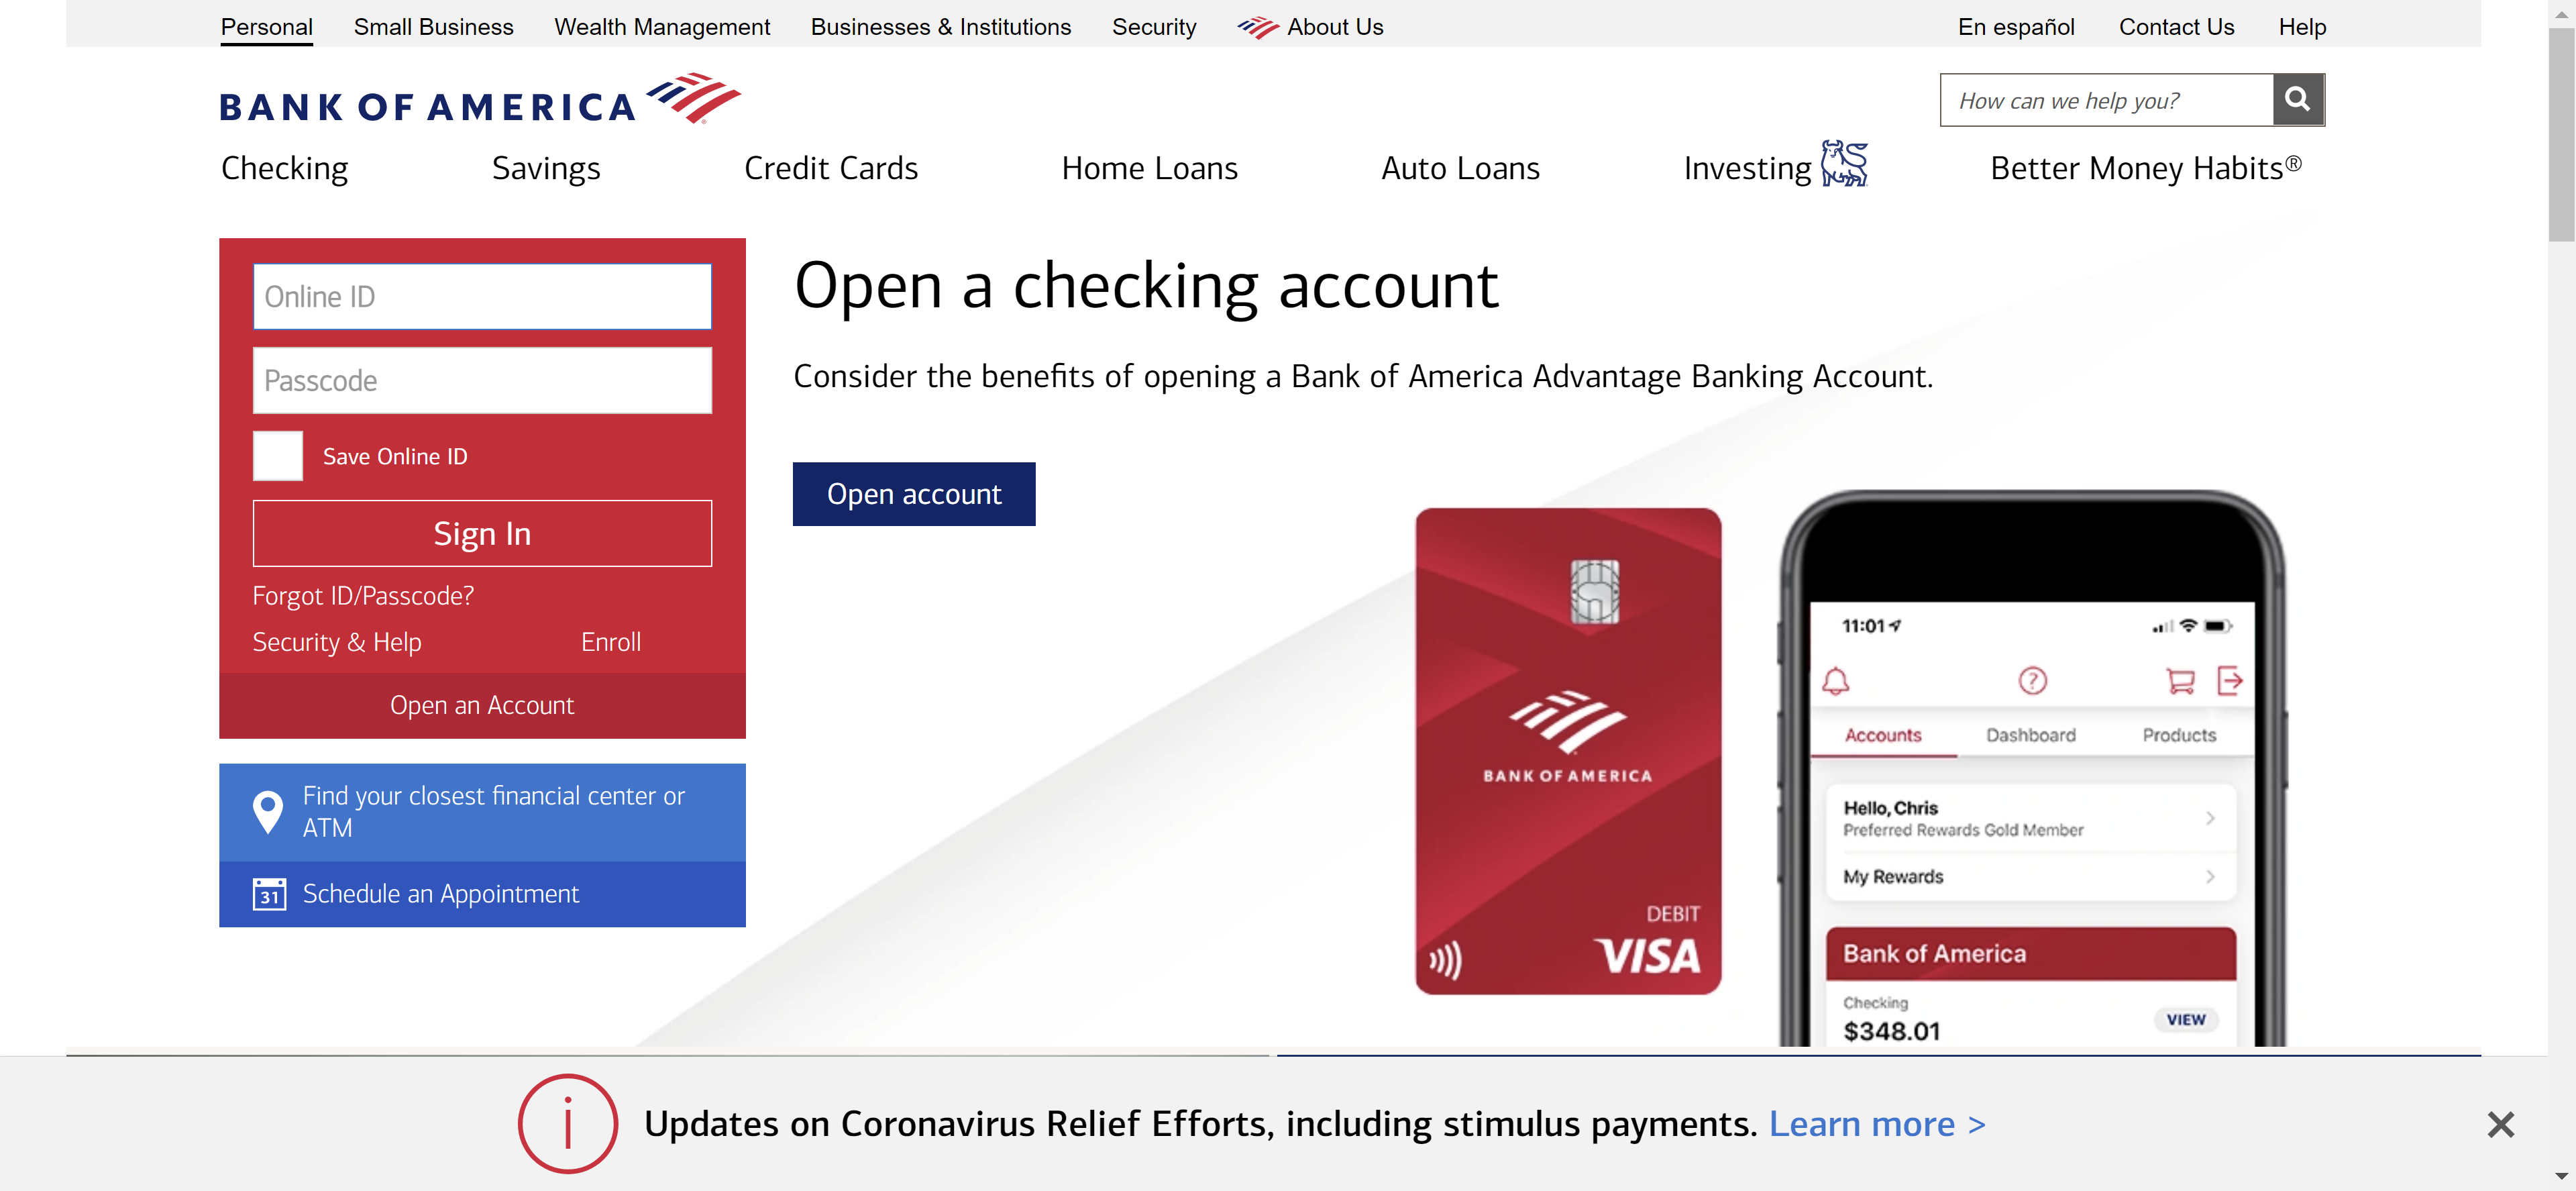 Personal Small Business Wealth Management Businesses & Institutions Security About Us En español Contact Us Help
BANK OF AMERICA
How can we help you?
Checking Savings Credit Cards Home Loans Auto Loans Investing Better Money Habits®
Online ID
Passcode
Save Online ID
Sign In
Forgot ID/Passcode?
Security & Help Enroll
Open an Account
Find your closest financial center or
ATM
31 Schedule an Appointment
Open a checking account
Consider the benefits of opening a Bank of America Advantage Banking Account.
Open account
BANK OF AMERICA
DEBIT
VISA
11:01
?
Accounts Dashboard Products
Hello, Chris
Preferred Rewards Gold Member
My Rewards
Bank of America
Checking
$348.01 VIEW
i Updates on Coronavirus Relief Efforts, including stimulus payments. Learn more >